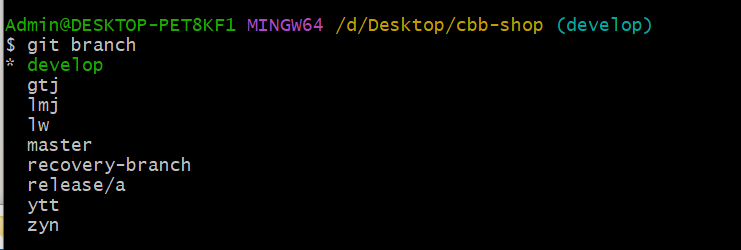 Admin@DESKTOP-PET8KF1 MINGW64 /d/Desktop/cbb-shop (develop)
$ git branch
* develop
  gtj
  lmj
  lw
  master
  recovery-branch
  release/a
  ytt
  zyn